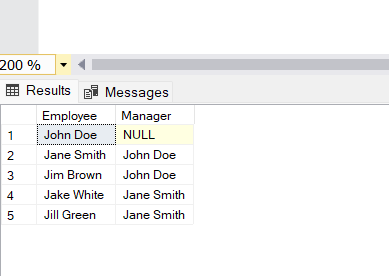 200 %
Results Messages
Employee Manager
1 John Doe NULL
2 Jane Smith John Doe
3 Jim Brown John Doe
4 Jake White Jane Smith
5 Jill Green Jane Smith